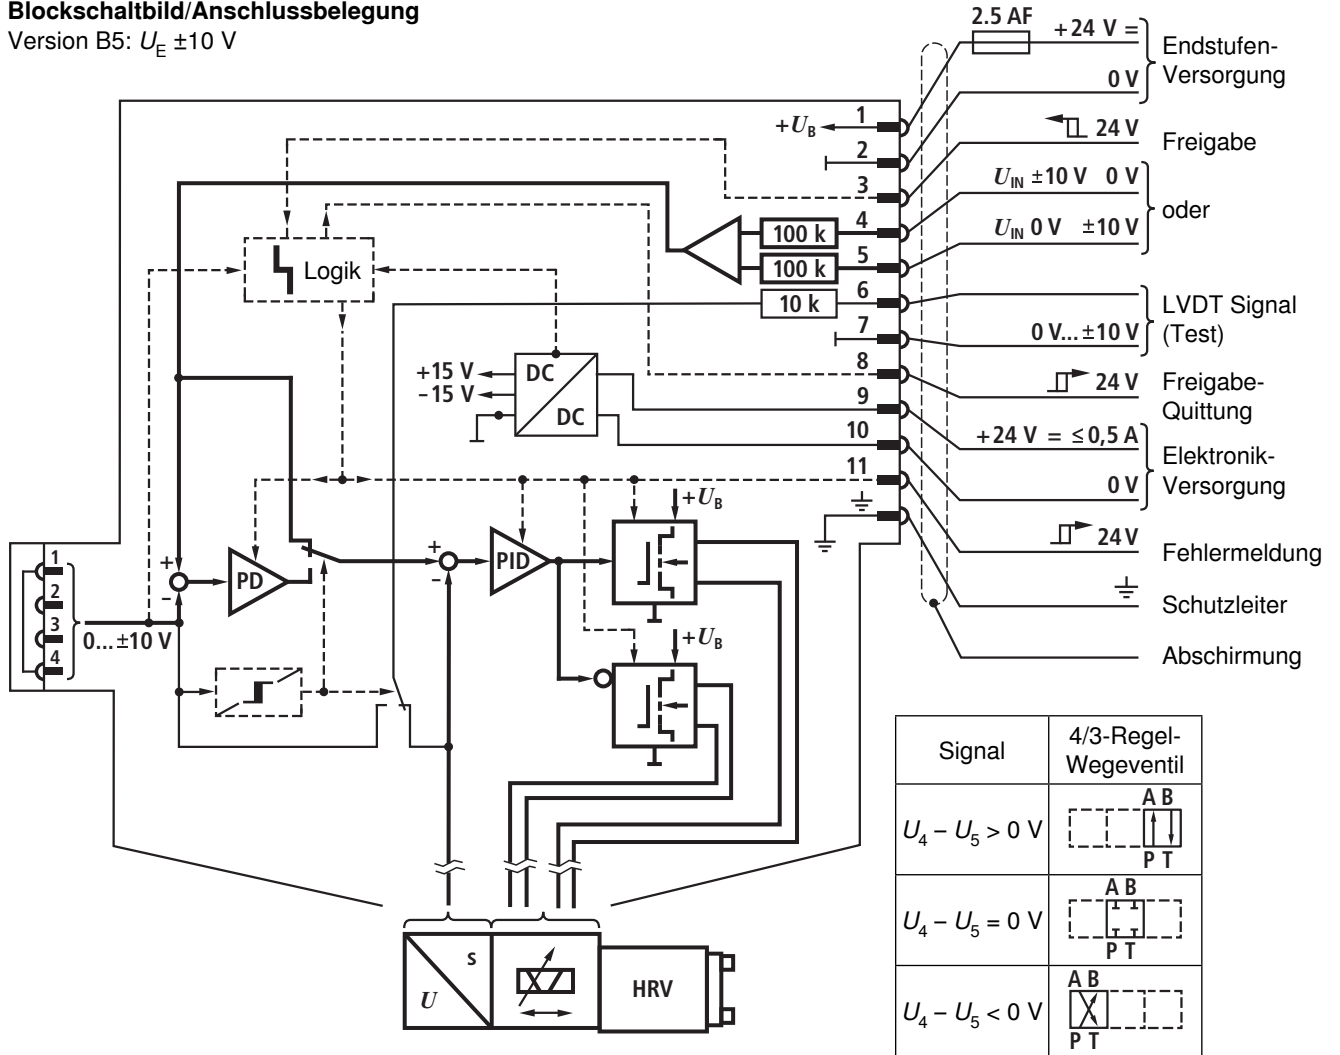 Blockschaltbild/Anschlussbelegung
Version B5: UE ±10 V
2.5 AF
+24 V =
0 V
Endstufen-
Versorgung
24 V
Freigabe
UIN ±10 V 0 V
UIN 0 V ±10 V
oder
LVDT Signal
(Test)
0 V... ±10 V
24 V
Freigabe-
Quittung
+24 V = ≤0,5 A
0 V
Elektronik-
Versorgung
24 V
Fehlermeldung
Schutzleiter
Abschirmung
+UB
1
2
3
4
5
6
7
8
9
10
11
100 k
100 k
10 k
Logik
+15 V
−15 V
DC
DC
+UB
+
−
PD
+
−
PID
+UB
1
2
3
4
0...±10 V
s
U
HRV
Signal
4/3-Regel-
Wegeventil
U4 – U5 > 0 V
A B
P T
U4 – U5 = 0 V
A B
P T
U4 – U5 < 0 V
A B
P T